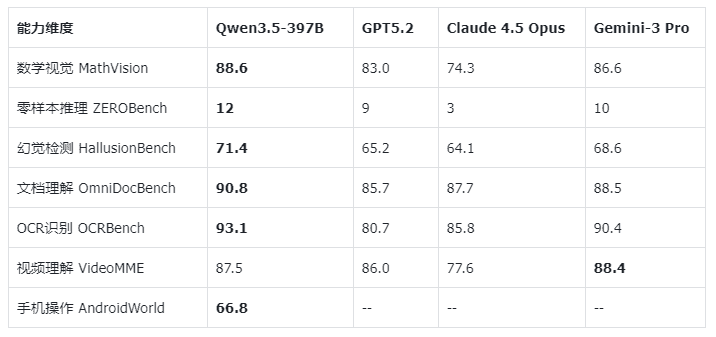 能力维度 Qwen3.5-397B GPT5.2 Claude 4.5 Opus Gemini-3 Pro
数学视觉 MathVision 88.6 83.0 74.3 86.6
零样本推理 ZEROBench 12 9 3 10
幻觉检测 HallusionBench 71.4 65.2 64.1 68.6
文档理解 OmniDocBench 90.8 85.7 87.7 88.5
OCR识别 OCRBench 93.1 80.7 85.8 90.4
视频理解 VideoMME 87.5 86.0 77.6 88.4
手机操作 AndroidWorld 66.8 -- -- --